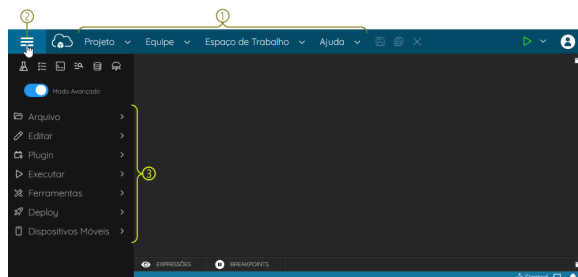 ② ①
Projeto Equipe Espaço de Trabalho Ajuda
Modo Avançado
Arquivo
Editar
Plugin
Executar
③
Ferramentas
Deploy
Dispositivos Móveis
EXPRESSÕES BREAKPOINTS